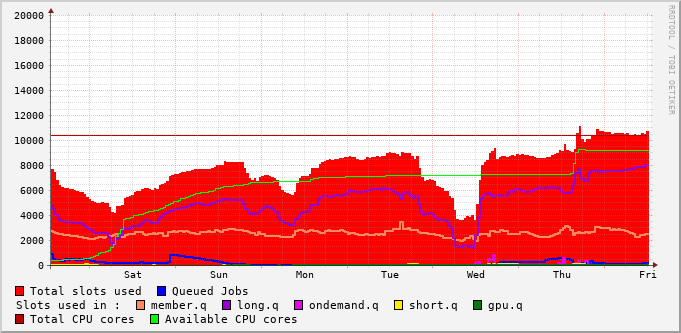 RRDTOOL / TOBI OETIKER
20000
18000
16000
14000
12000
10000
8000
6000
4000
2000
0
Sat Sun Mon Tue Wed Thu Fri
Total slots used Queued Jobs
Slots used in : member.q long.q ondemand.q short.q gpu.q
Total CPU cores Available CPU cores